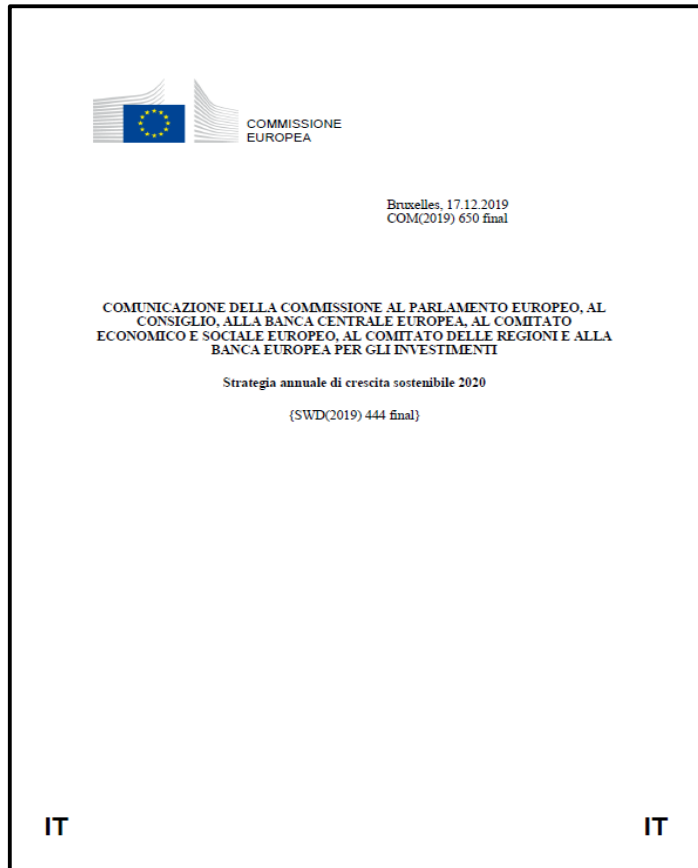 COMMISSIONE
EUROPEA
Bruxelles, 17.12.2019
COM(2019) 650 final
COMUNICAZIONE DELLA COMMISSIONE AL PARLAMENTO EUROPEO, AL
CONSIGLIO, ALLA BANCA CENTRALE EUROPEA, AL COMITATO
ECONOMICO E SOCIALE EUROPEO, AL COMITATO DELLE REGIONI E ALLA
BANCA EUROPEA PER GLI INVESTIMENTI
Strategia annuale di crescita sostenibile 2020
{SWD(2019) 444 final}
IT IT